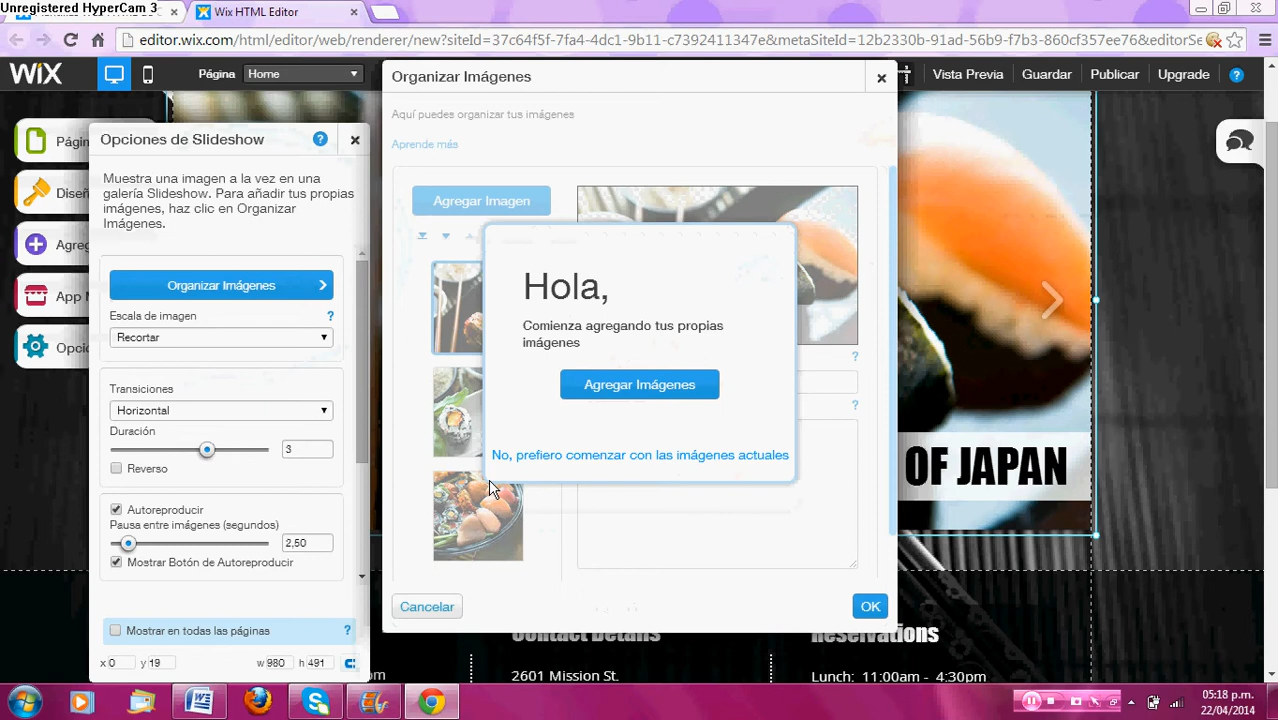 Unregistered HyperCam 3
Wix HTML Editor
editor.wix.com/html/editor/web/renderer/new?siteId=37c64f5f-7fa4-4dc1-9b11-c7392411347e&metaSiteId=12b2330b-91ad-56b9-f7b3-860cf357ee76&editorSe
WiX
Página
Home
Vista Previa
Guardar
Publicar
Upgrade
?
Págin
Diseñ
Agreg
App M
Opcio
Opciones de Slideshow
?
Muestra una imagen a la vez en una
galería Slideshow. Para añadir tus propias
imágenes, haz clic en Organizar
Imágenes.
Organizar Imágenes
Escala de imagen
?
Recortar
Transiciones
Horizontal
Duración
3
Reverso
Autoreproducir
Pausa entre imágenes (segundos)
2,50
Mostrar Botón de Autoreproducir
Mostrar en todas las páginas
?
x 0 y 19 w 980 h 491
Organizar Imágenes
Aquí puedes organizar tus imágenes
Aprende más
Agregar Imagen
?
?
Hola,
Comienza agregando tus propias
imágenes
Agregar Imágenes
No, prefiero comenzar con las imágenes actuales
Cancelar
OK
OF JAPAN
Contact Details
Reservations
pm
2601 Mission St.
Lunch: 11:00am - 4:30pm
05:18 p.m.
22/04/2014